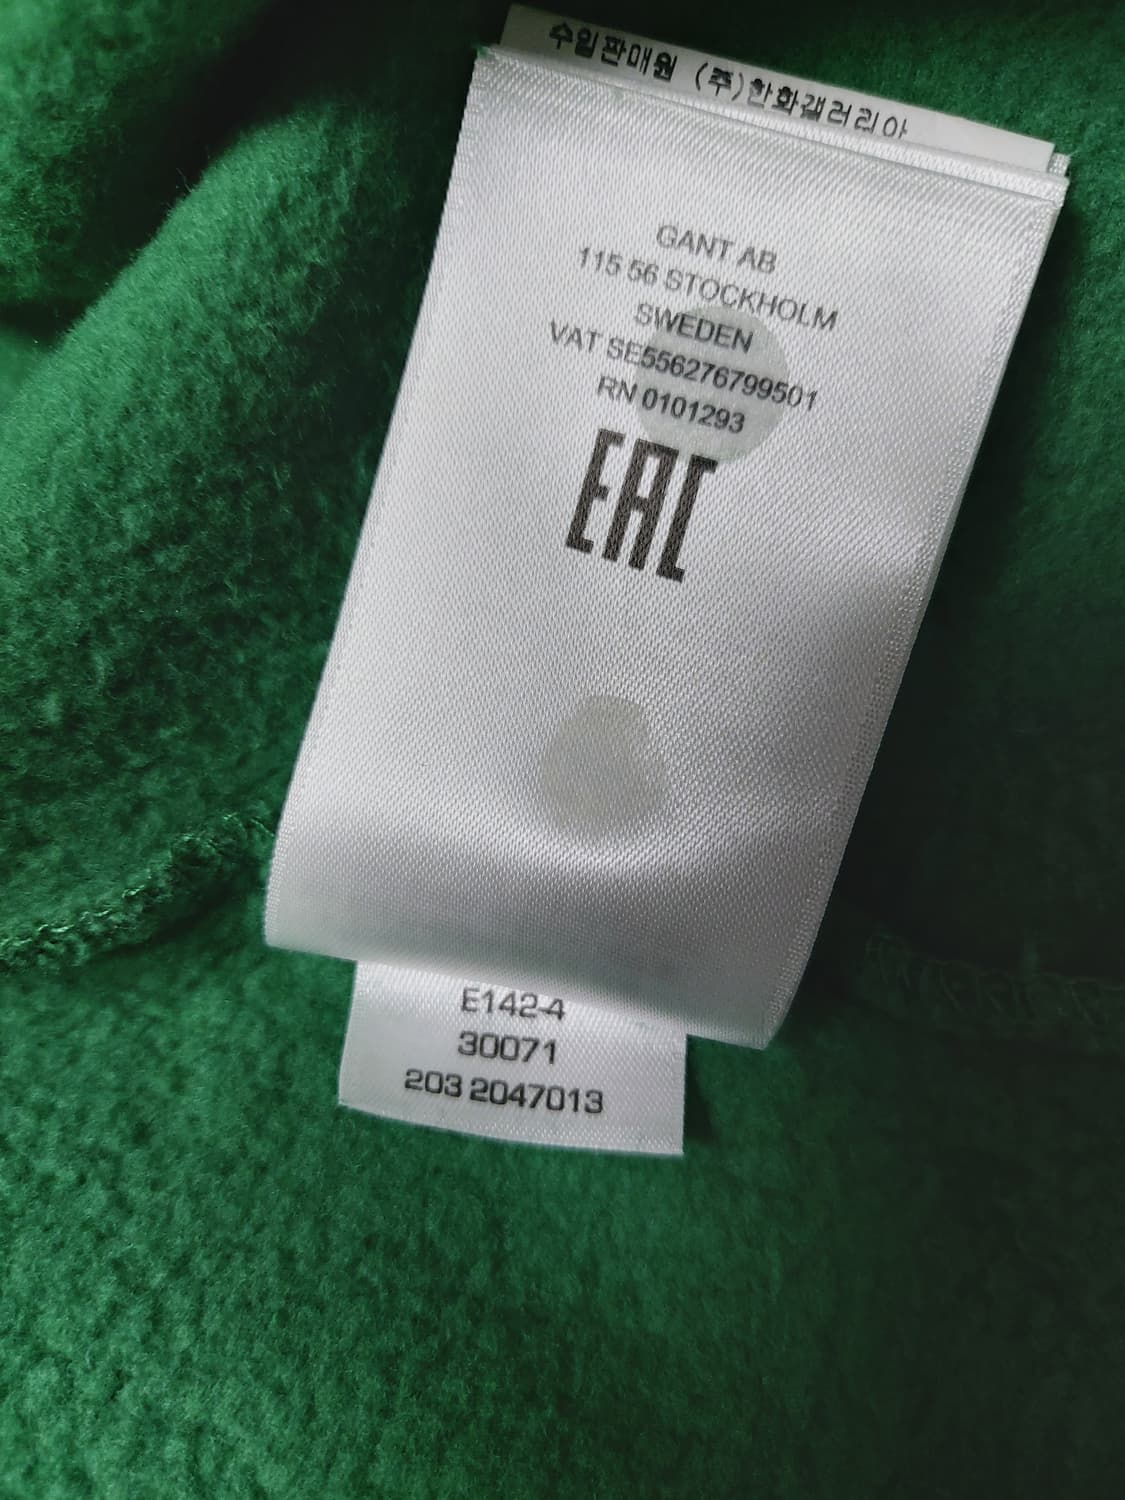 수입판매원 (주)한화갤러리아
GANT AB
115 56 STOCKHOLM
SWEDEN
VAT SE556276799501
RN 0101293
EAC
E142-4
30071
203 2047013